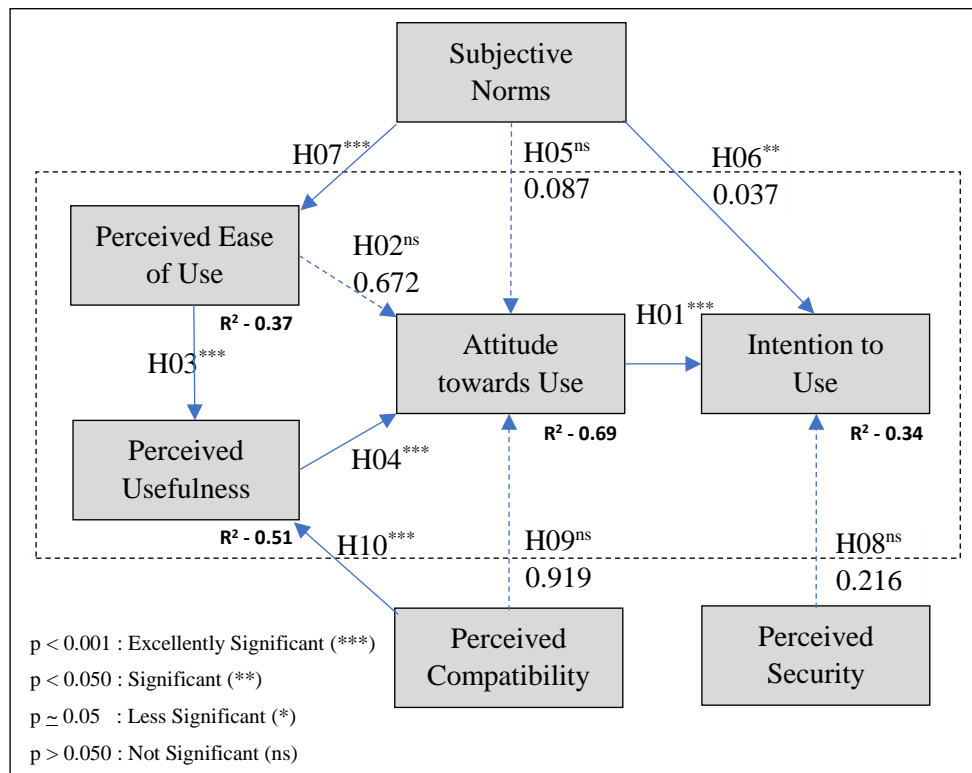 Subjective
Norms
H07***
H05ns
0.087
H06**
0.037
Perceived Ease
of Use
R² - 0.37
H02ns
0.672
H03***
Attitude
towards Use
R² - 0.69
H01***
Intention to
Use
R² - 0.34
Perceived
Usefulness
R² - 0.51
H04***
H10***
H09ns
0.919
H08ns
0.216
Perceived
Compatibility
Perceived
Security
p < 0.001 : Excellently Significant (***)
p < 0.050 : Significant (**)
p ≃ 0.05 : Less Significant (*)
p > 0.050 : Not Significant (ns)